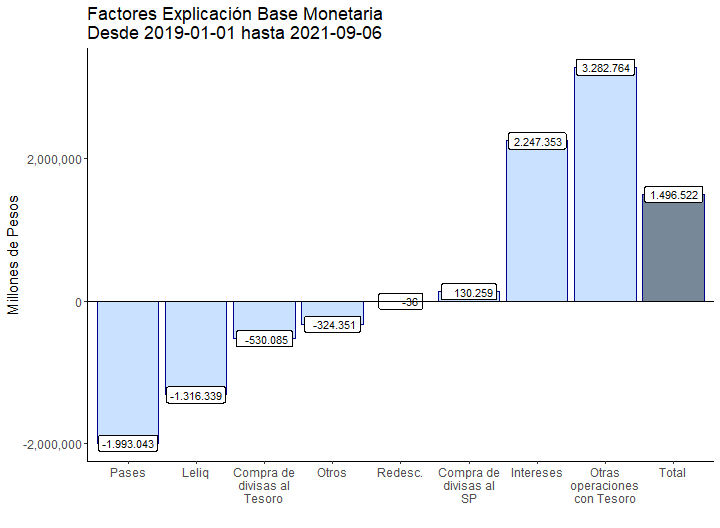 Factores Explicación Base Monetaria
Desde 2019-01-01 hasta 2021-09-06
Millones de Pesos
2,000,000
0
-2,000,000
-1.993.043
-1.316.339
-530.085
-324.351
-36
130.259
2.247.353
3.282.764
1.496.522
Pases
Leliq
Compra de
divisas al
Tesoro
Otros
Redesc.
Compra de
divisas al
SP
Intereses
Otras
operaciones
con Tesoro
Total